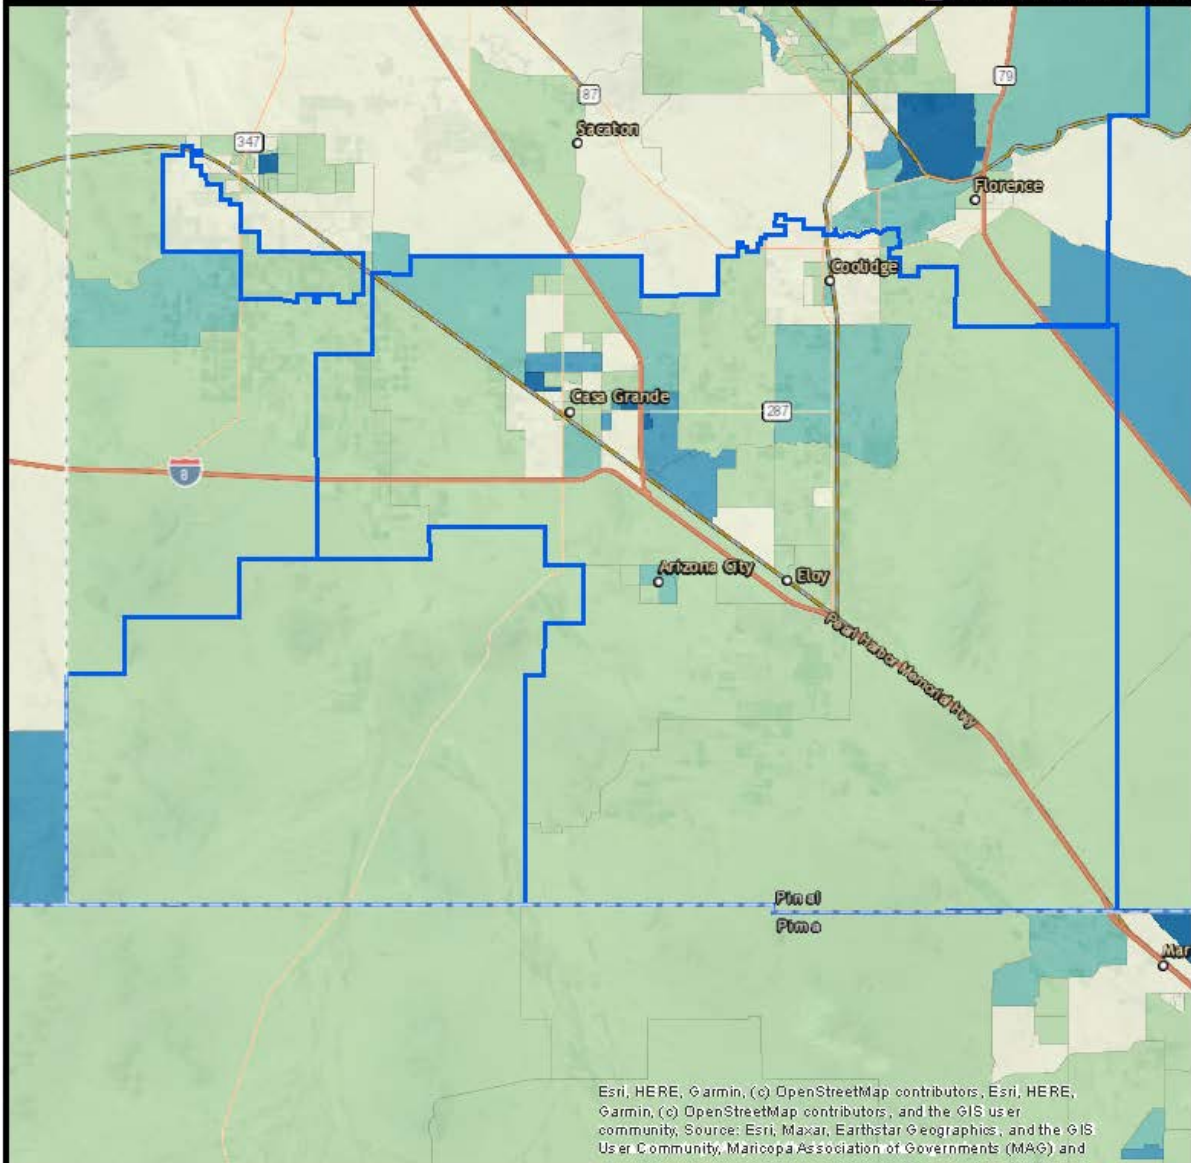 79
87
Sacaton
347
Florence
Coolidge
Casa Grande
287
8
Arizona City
Eloy
Pearl Harbor Memorial Hwy
Pinal
Pima
Mar
Esri, HERE, Garmin, (c) OpenStreetMap contributors, Esri, HERE,
Garmin, (c) OpenStreetMap contributors, and the GIS user
community, Source: Esri, Maxar, Earthstar Geographics, and the GIS
User Community, Maricopa Association of Governments (MAG) and